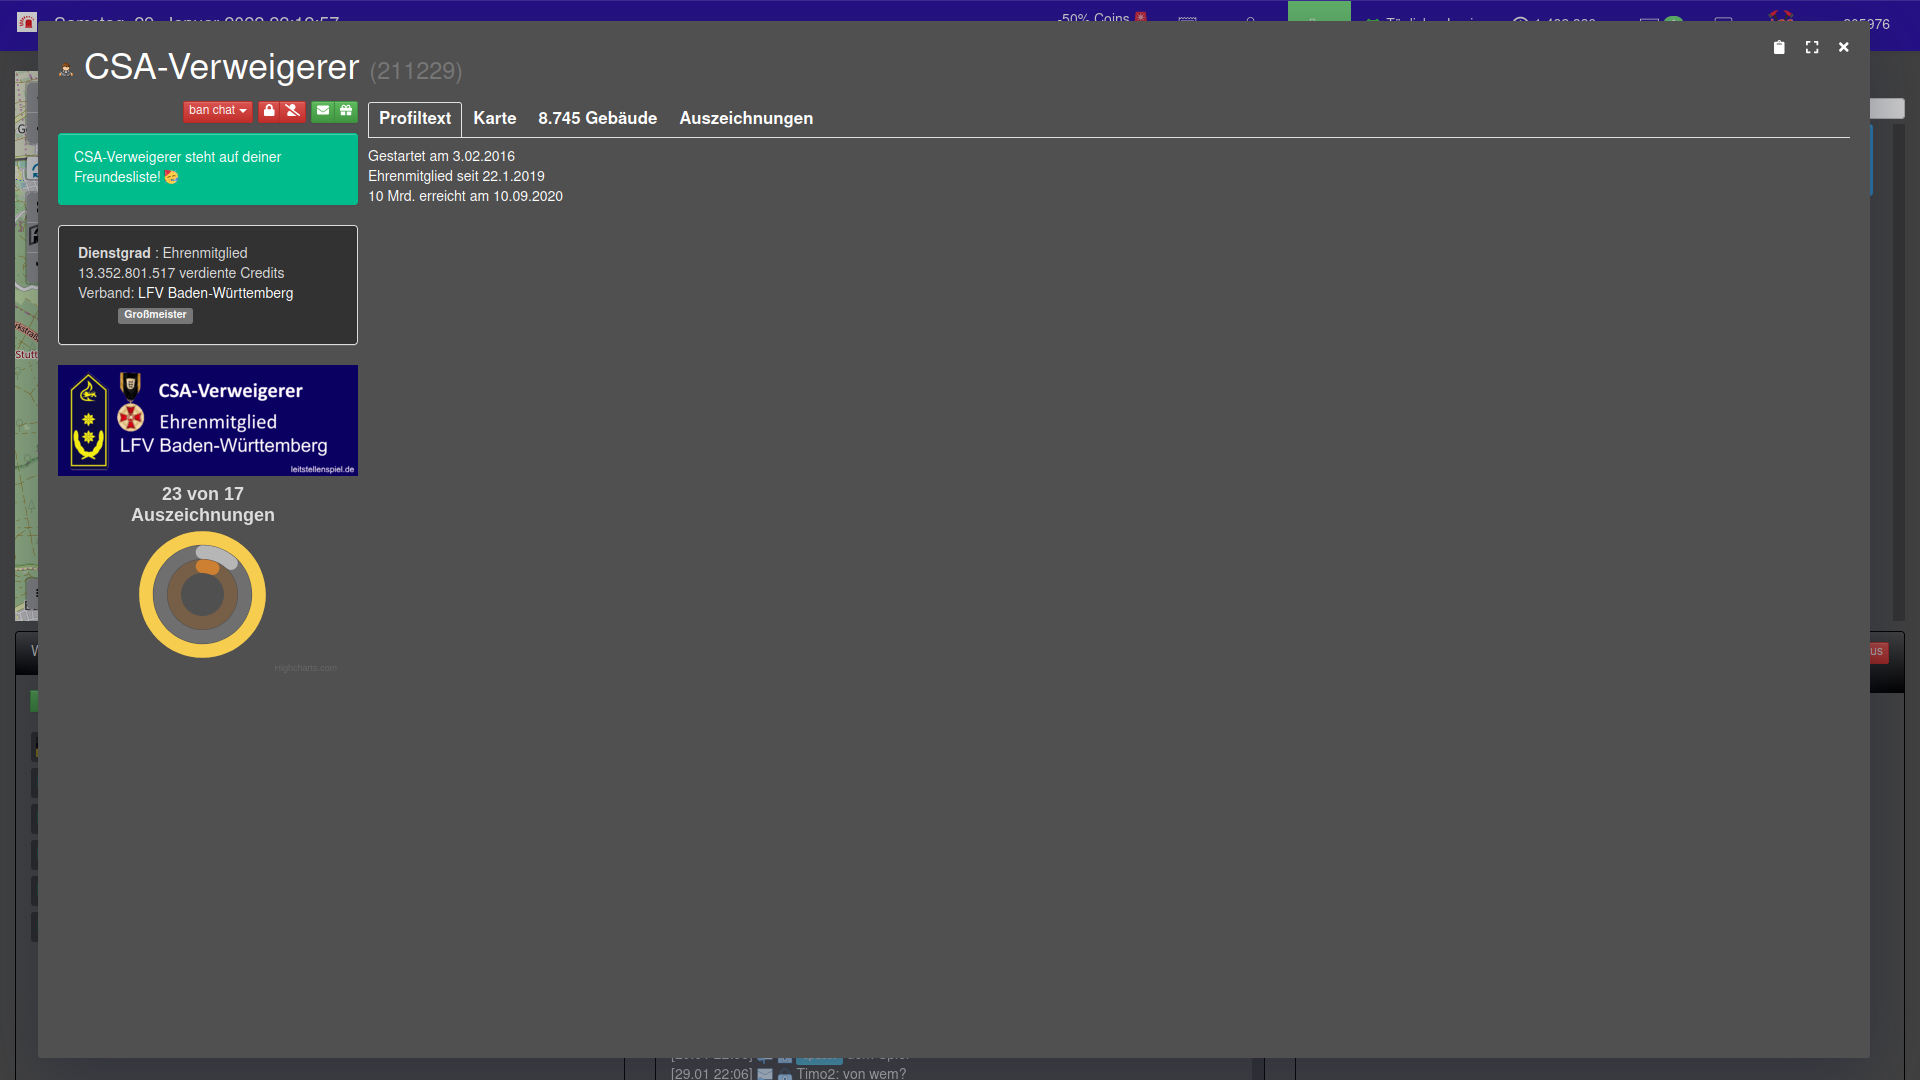 -50% Coins
CSA-Verweigerer (211229)
ban chat
Profiltext
Karte
8.745 Gebäude
Auszeichnungen
CSA-Verweigerer steht auf deiner
Freundesliste!
Gestartet am 3.02.2016
Ehrenmitglied seit 22.1.2019
10 Mrd. erreicht am 10.09.2020
Dienstgrad : Ehrenmitglied
13.352.801.517 verdiente Credits
Verband: LFV Baden-Württemberg
Großmeister
CSA-Verweigerer
Ehrenmitglied
LFV Baden-Württemberg
leitstellenspiel.de
23 von 17
Auszeichnungen
Highcharts.com
[29.01 22:06] Timo2: von wem?